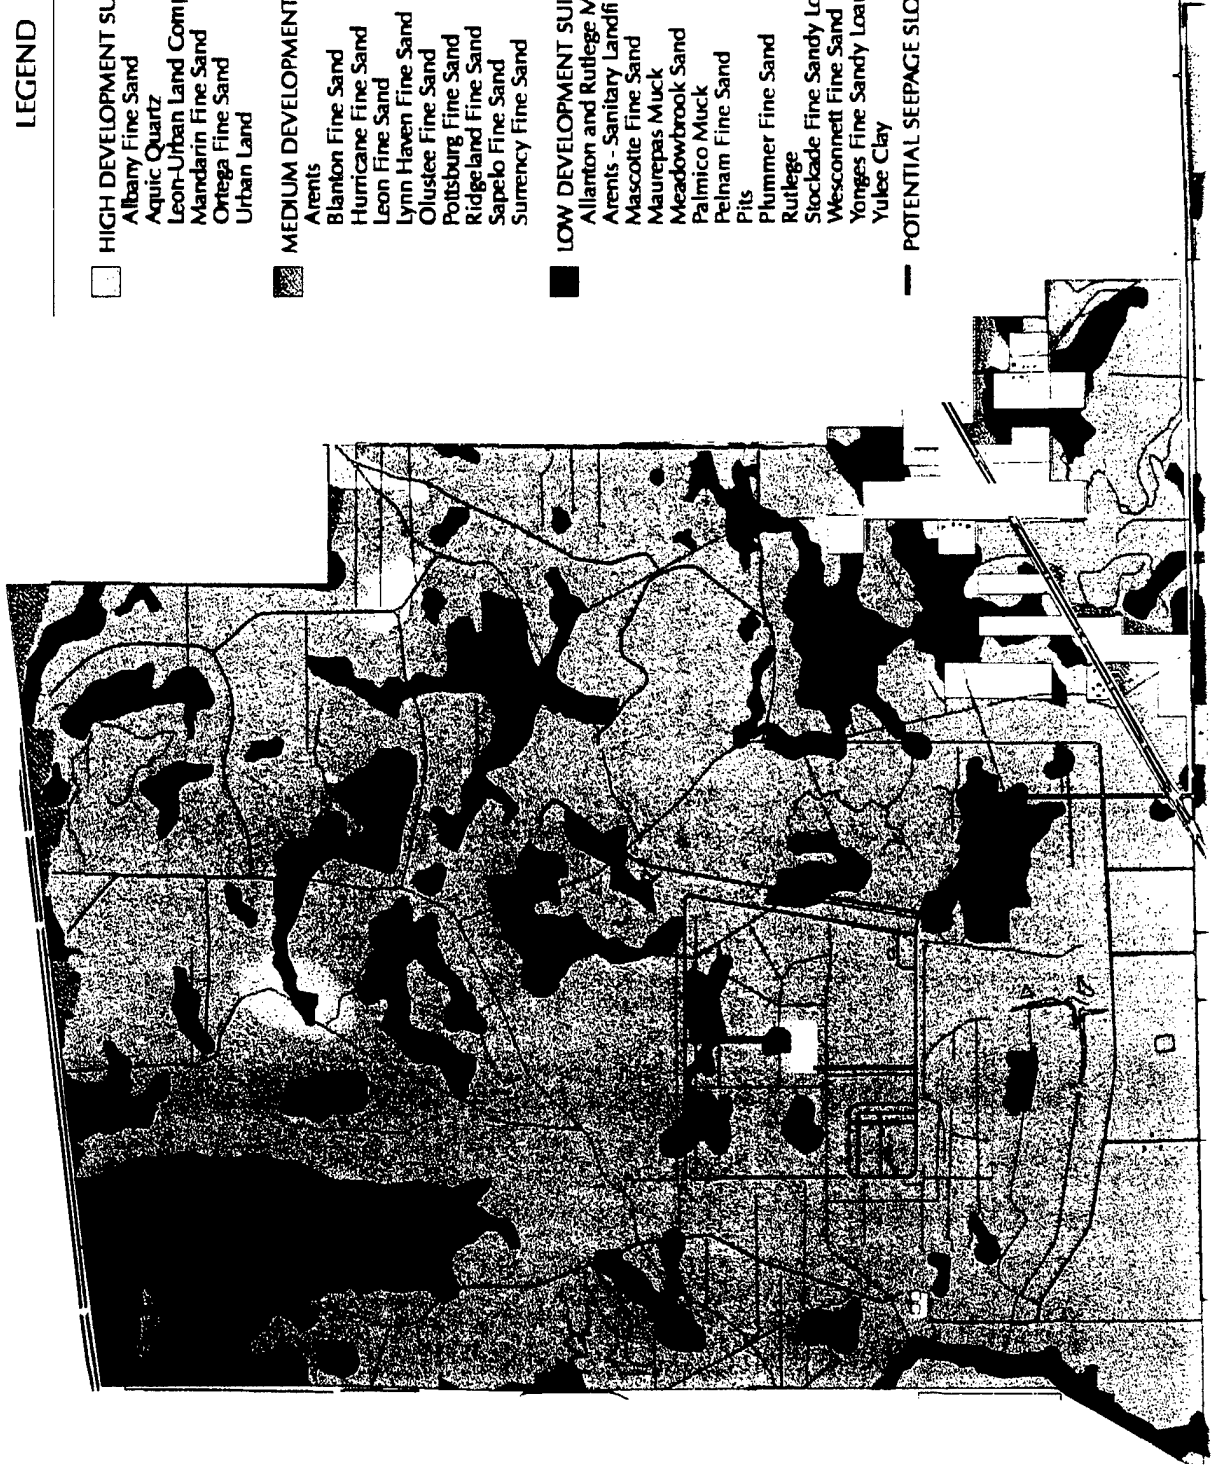 LEGEND
HIGH DEVELOPMENT SU
Albany Fine Sand
Aquic Quartz
Leon-Urban Land Comp
Mandarin Fine Sand
Ortega Fine Sand
Urban Land
MEDIUM DEVELOPMENT
Arents
Blanton Fine Sand
Hurricane Fine Sand
Leon Fine Sand
Lynn Haven Fine Sand
Olustee Fine Sand
Pottsburg Fine Sand
Ridgeland Fine Sand
Sapelo Fine Sand
Surrency Fine Sand
LOW DEVELOPMENT SUI
Allanton and Rutlege M
Arents - Sanitary Landfi
Mascotte Fine Sand
Maurepas Muck
Meadowbrook Sand
Palmico Muck
Pelnam Fine Sand
Pits
Plummer Fine Sand
Rutlege
Stockade Fine Sandy Lo
Wesconnett Fine Sand
Yonges Fine Sandy Loar
Yulee Clay
POTENTIAL SEEPAGE SLO